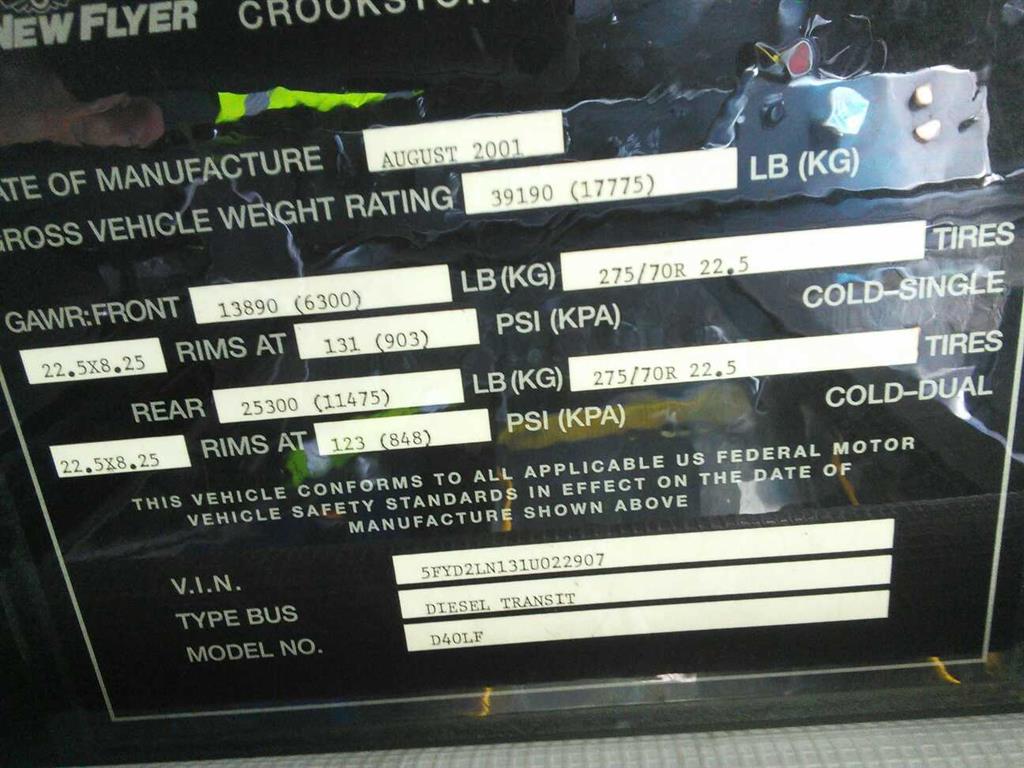 NEW FLYER CROOKSTON
DATE OF MANUFACTURE AUGUST 2001
GROSS VEHICLE WEIGHT RATING 39190 (17775) LB (KG)
GAWR: FRONT 13890 (6300) LB (KG) 275/70R 22.5 TIRES
22.5X8.25 RIMS AT 131 (903) PSI (KPA) COLD-SINGLE
REAR 25300 (11475) LB (KG) 275/70R 22.5 TIRES
22.5X8.25 RIMS AT 123 (848) PSI (KPA) COLD-DUAL
THIS VEHICLE CONFORMS TO ALL APPLICABLE US FEDERAL MOTOR
VEHICLE SAFETY STANDARDS IN EFFECT ON THE DATE OF
MANUFACTURE SHOWN ABOVE
V.I.N. 5FYD2LN131U022907
TYPE BUS DIESEL TRANSIT
MODEL NO. D40LF